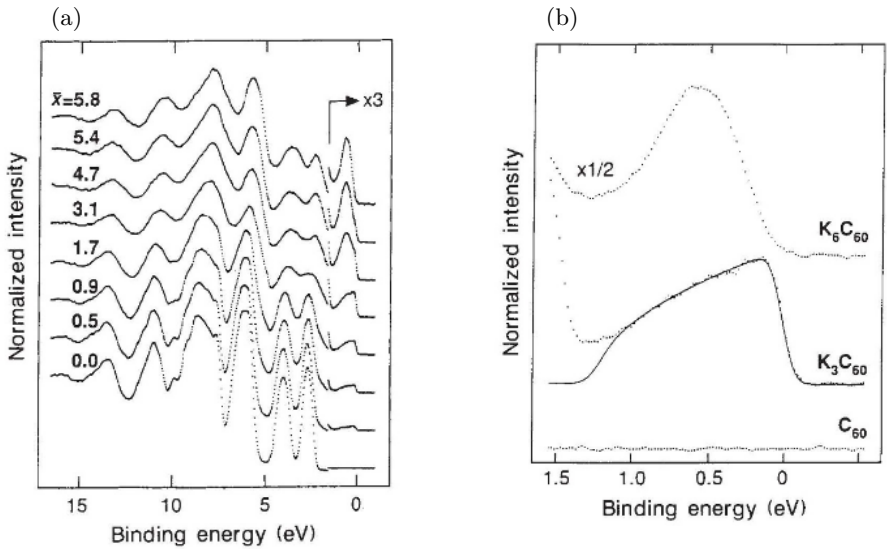 (a)
x̄=5.8
5.4
4.7
3.1
1.7
0.9
0.5
0.0
x3
Normalized intensity
15 10 5 0
Binding energy (eV)
(b)
x1/2
K₆C₆₀
K₃C₆₀
C₆₀
Normalized intensity
1.5 1.0 0.5 0
Binding energy (eV)